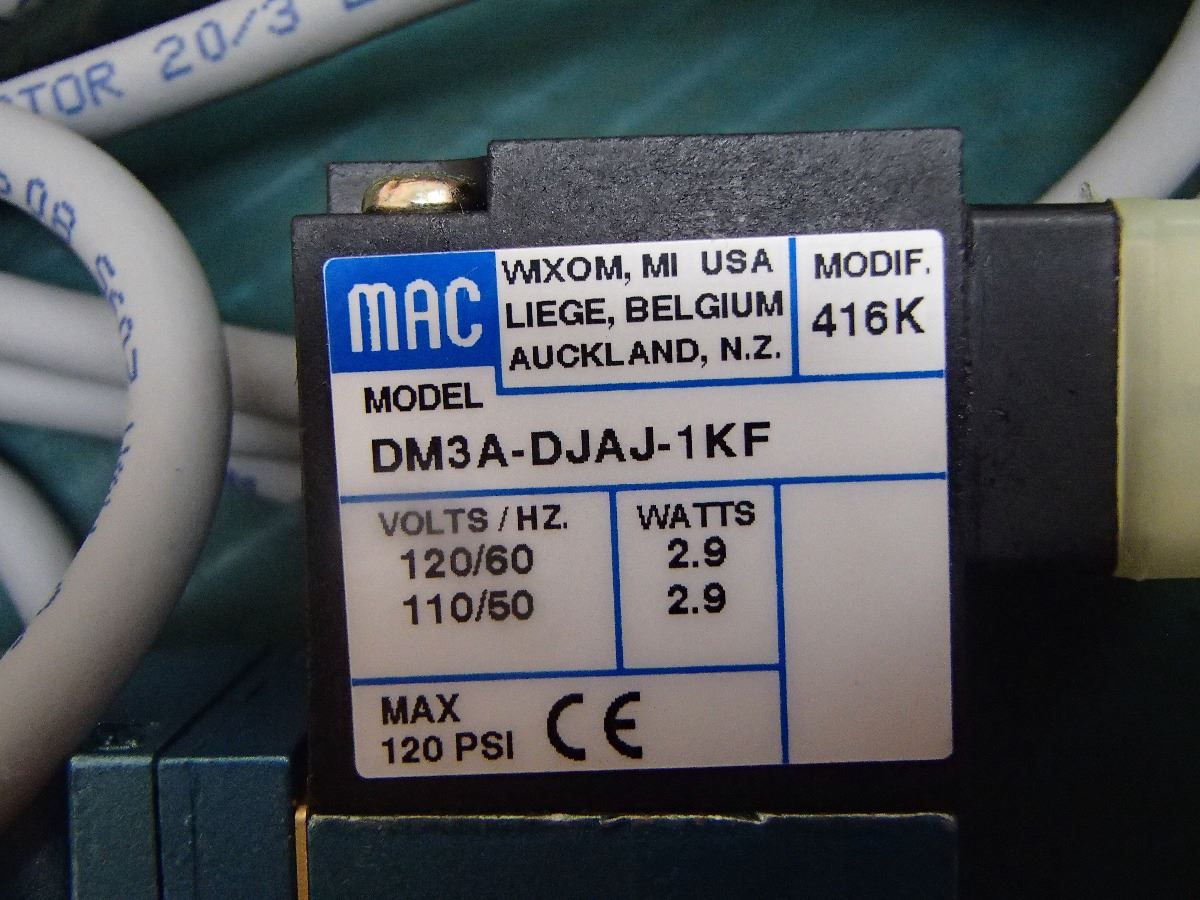 TOR 20/3
08
MAC
WIXOM, MI USA
LIEGE, BELGIUM
AUCKLAND, N.Z.
MODIF.
416K
MODEL
DM3A-DJAJ-1KF
VOLTS / HZ.
120/60
110/50
WATTS
2.9
2.9
MAX
120 PSI
CE